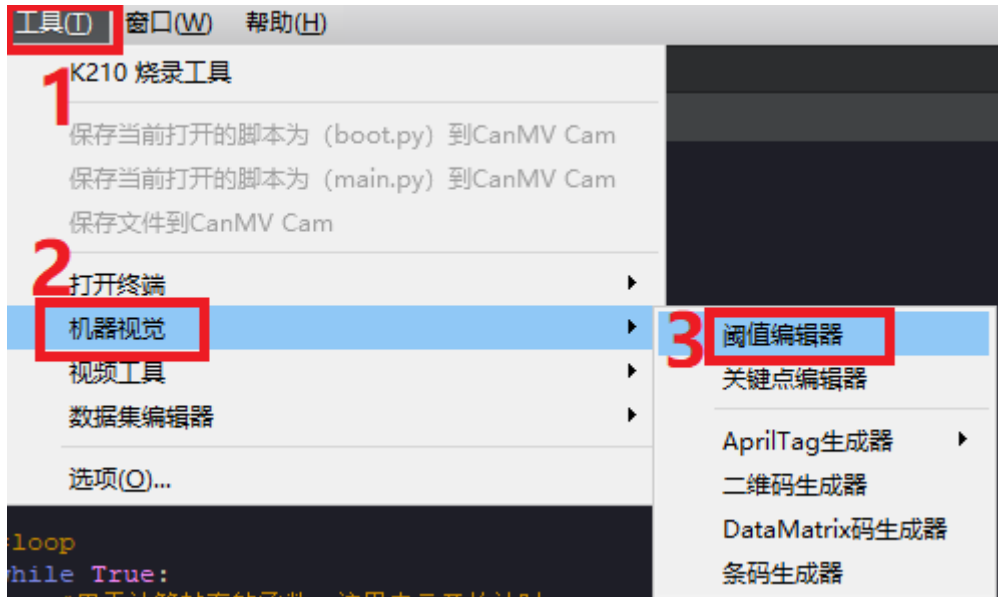 工具(T) 窗口(W) 帮助(H)
1
K210 烧录工具
保存当前打开的脚本为（boot.py）到CanMV Cam
保存当前打开的脚本为（main.py）到CanMV Cam
保存文件到CanMV Cam
2
打开终端
机器视觉
视频工具
数据集编辑器
选项(O)...
3
阈值编辑器
关键点编辑器
AprilTag生成器
二维码生成器
DataMatrix码生成器
条码生成器
loop
while True: